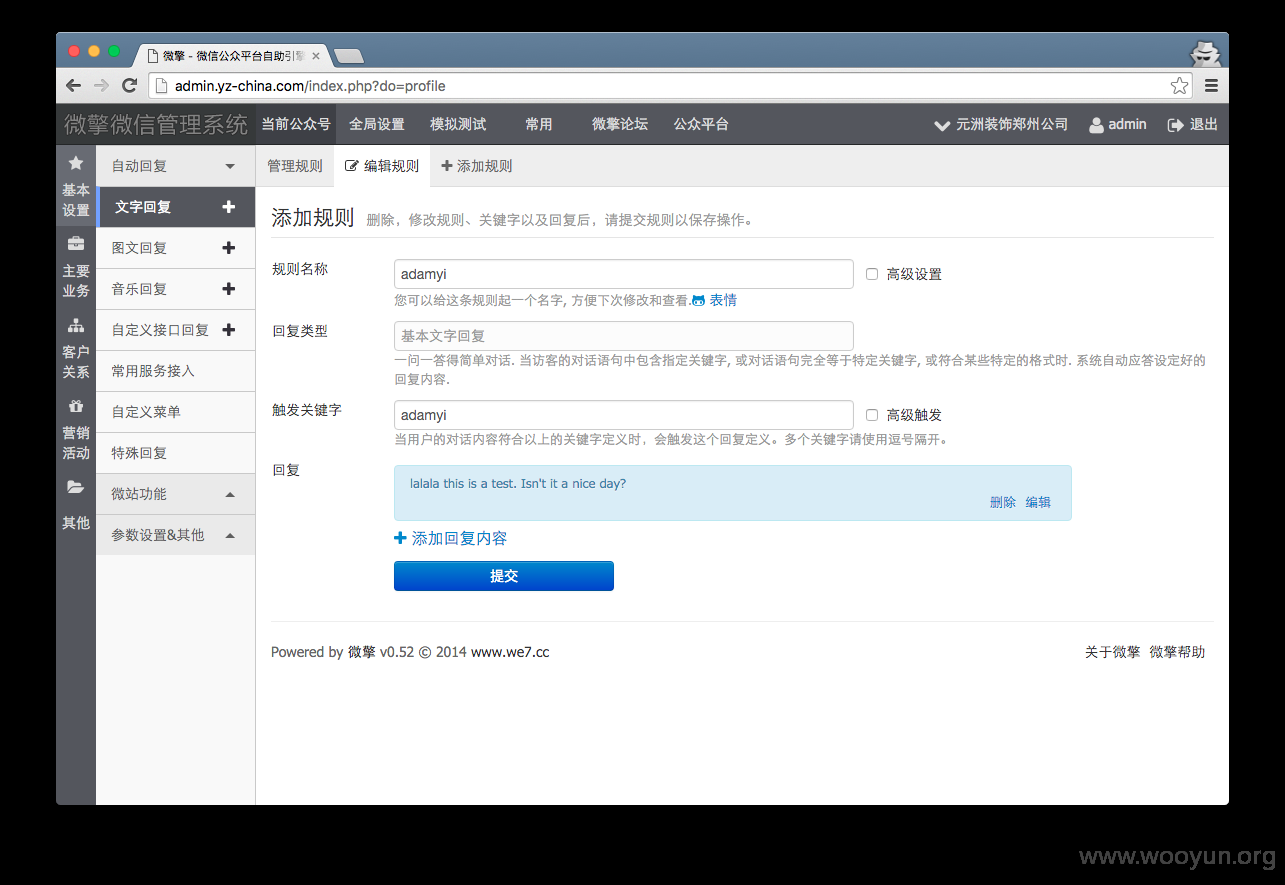 微擎 - 微信公众平台自助引擎
admin.yz-china.com/index.php?do=profile
微擎微信管理系统 当前公众号 全局设置 模拟测试 常用 微擎论坛 公众平台 元洲装饰郑州公司 admin 退出
基本
设置
主要
业务
客户
关系
营销
活动
其他
自动回复
文字回复
图文回复
音乐回复
自定义接口回复
常用服务接入
自定义菜单
特殊回复
微站功能
参数设置&其他
管理规则 编辑规则 添加规则
添加规则 删除，修改规则、关键字以及回复后，请提交规则以保存操作。
规则名称 adamyi 高级设置
您可以给这条规则起一个名字, 方便下次修改和查看. 表情
回复类型 基本文字回复
一问一答得简单对话. 当访客的对话语句中包含指定关键字, 或对话语句完全等于特定关键字, 或符合某些特定的格式时. 系统自动应答设定好的
回复内容.
触发关键字 adamyi 高级触发
当用户的对话内容符合以上的关键字定义时，会触发这个回复定义。多个关键字请使用逗号隔开。
回复 lalala this is a test. Isn't it a nice day?
删除 编辑
添加回复内容
提交
Powered by 微擎 v0.52 © 2014 www.we7.cc 关于微擎 微擎帮助
www.wooyun.org